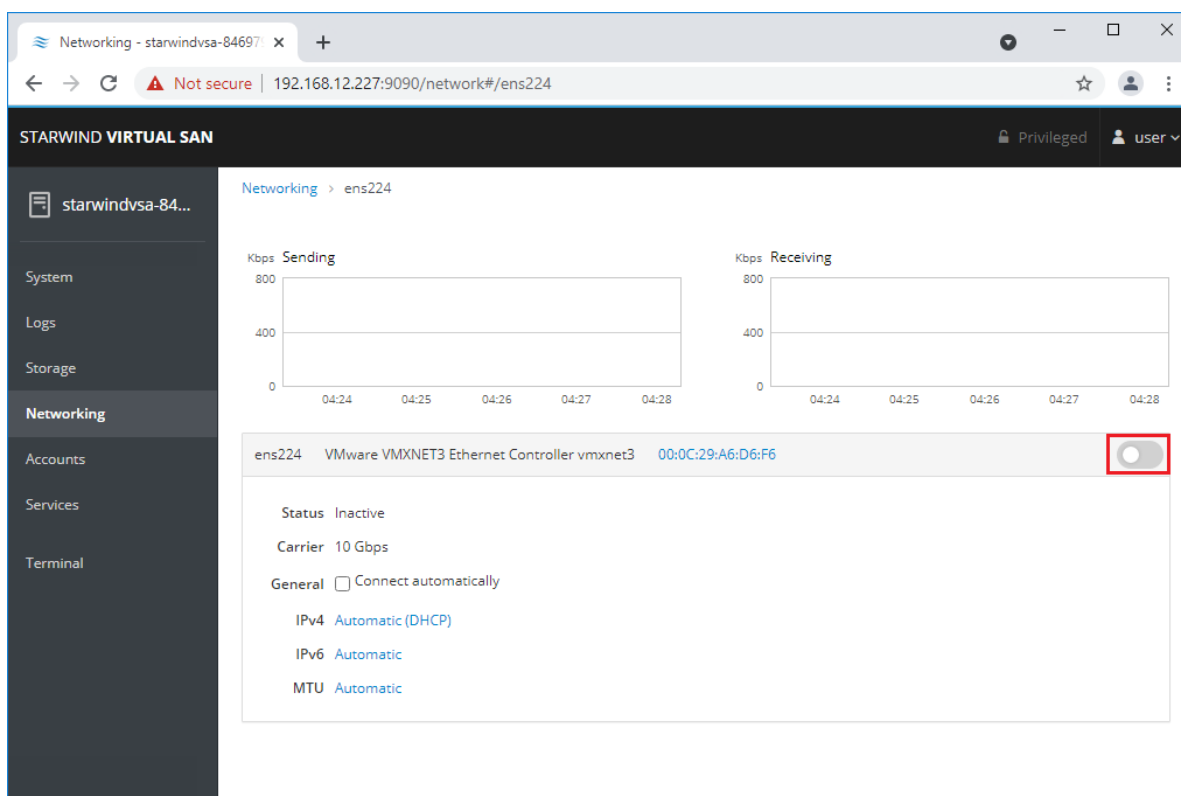 Networking - starwindvsa-84697
Not secure | 192.168.12.227:9090/network#/ens224
STARWIND VIRTUAL SAN Privileged user
starwindvsa-84...
Networking > ens224
Kbps Sending Kbps Receiving
800 800
400 400
0 0
04:24 04:25 04:26 04:27 04:28 04:24 04:25 04:26 04:27 04:28
System
Logs
Storage
Networking
Accounts
Services
Terminal
ens224 VMware VMXNET3 Ethernet Controller vmxnet3 00:0C:29:A6:D6:F6
Status Inactive
Carrier 10 Gbps
General Connect automatically
IPv4 Automatic (DHCP)
IPv6 Automatic
MTU Automatic